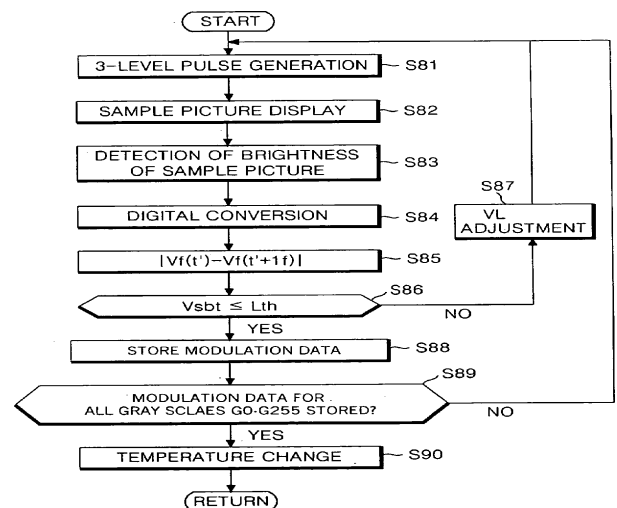 START
3-LEVEL PULSE GENERATION
S81
SAMPLE PICTURE DISPLAY
S82
DETECTION OF BRIGHTNESS
OF SAMPLE PICTURE
S83
S87
VL
ADJUSTMENT
DIGITAL CONVERSION
S84
|Vf(t')-Vf(t'+1f)|
S85
S86
Vsbt ≤ Lth
NO
YES
STORE MODULATION DATA
S88
S89
MODULATION DATA FOR
ALL GRAY SCLAES G0-G255 STORED?
NO
YES
TEMPERATURE CHANGE
S90
RETURN